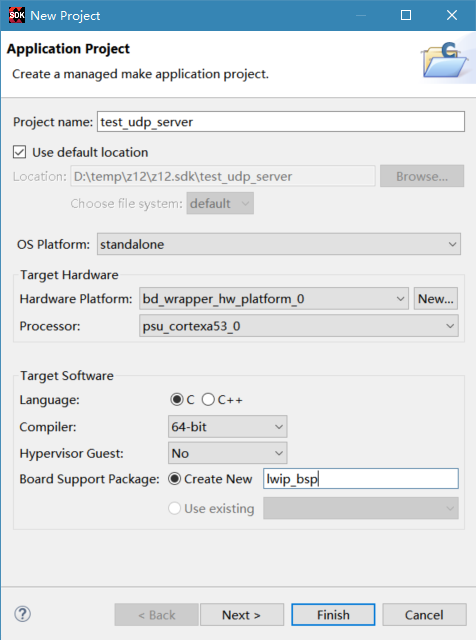 SDK New Project
Application Project
Create a managed make application project.
C
Project name: test_udp_server
Use default location
Location: D:\temp\z12\z12.sdk\test_udp_server Browse...
Choose file system: default
OS Platform: standalone
Target Hardware
Hardware Platform: bd_wrapper_hw_platform_0 New...
Processor: psu_cortexa53_0
Target Software
Language: C C++
Compiler: 64-bit
Hypervisor Guest: No
Board Support Package: Create New lwip_bsp
Use existing
? < Back Next > Finish Cancel